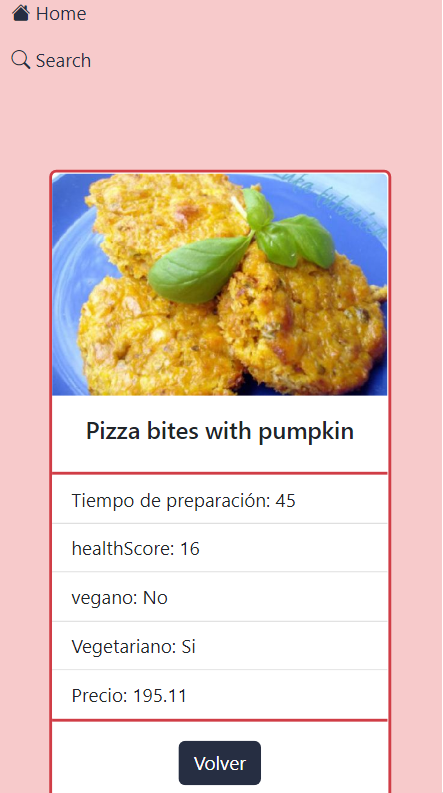 Home
Search
Pizza bites with pumpkin
Tiempo de preparación: 45
healthScore: 16
vegano: No
Vegetariano: Si
Precio: 195.11
Volver